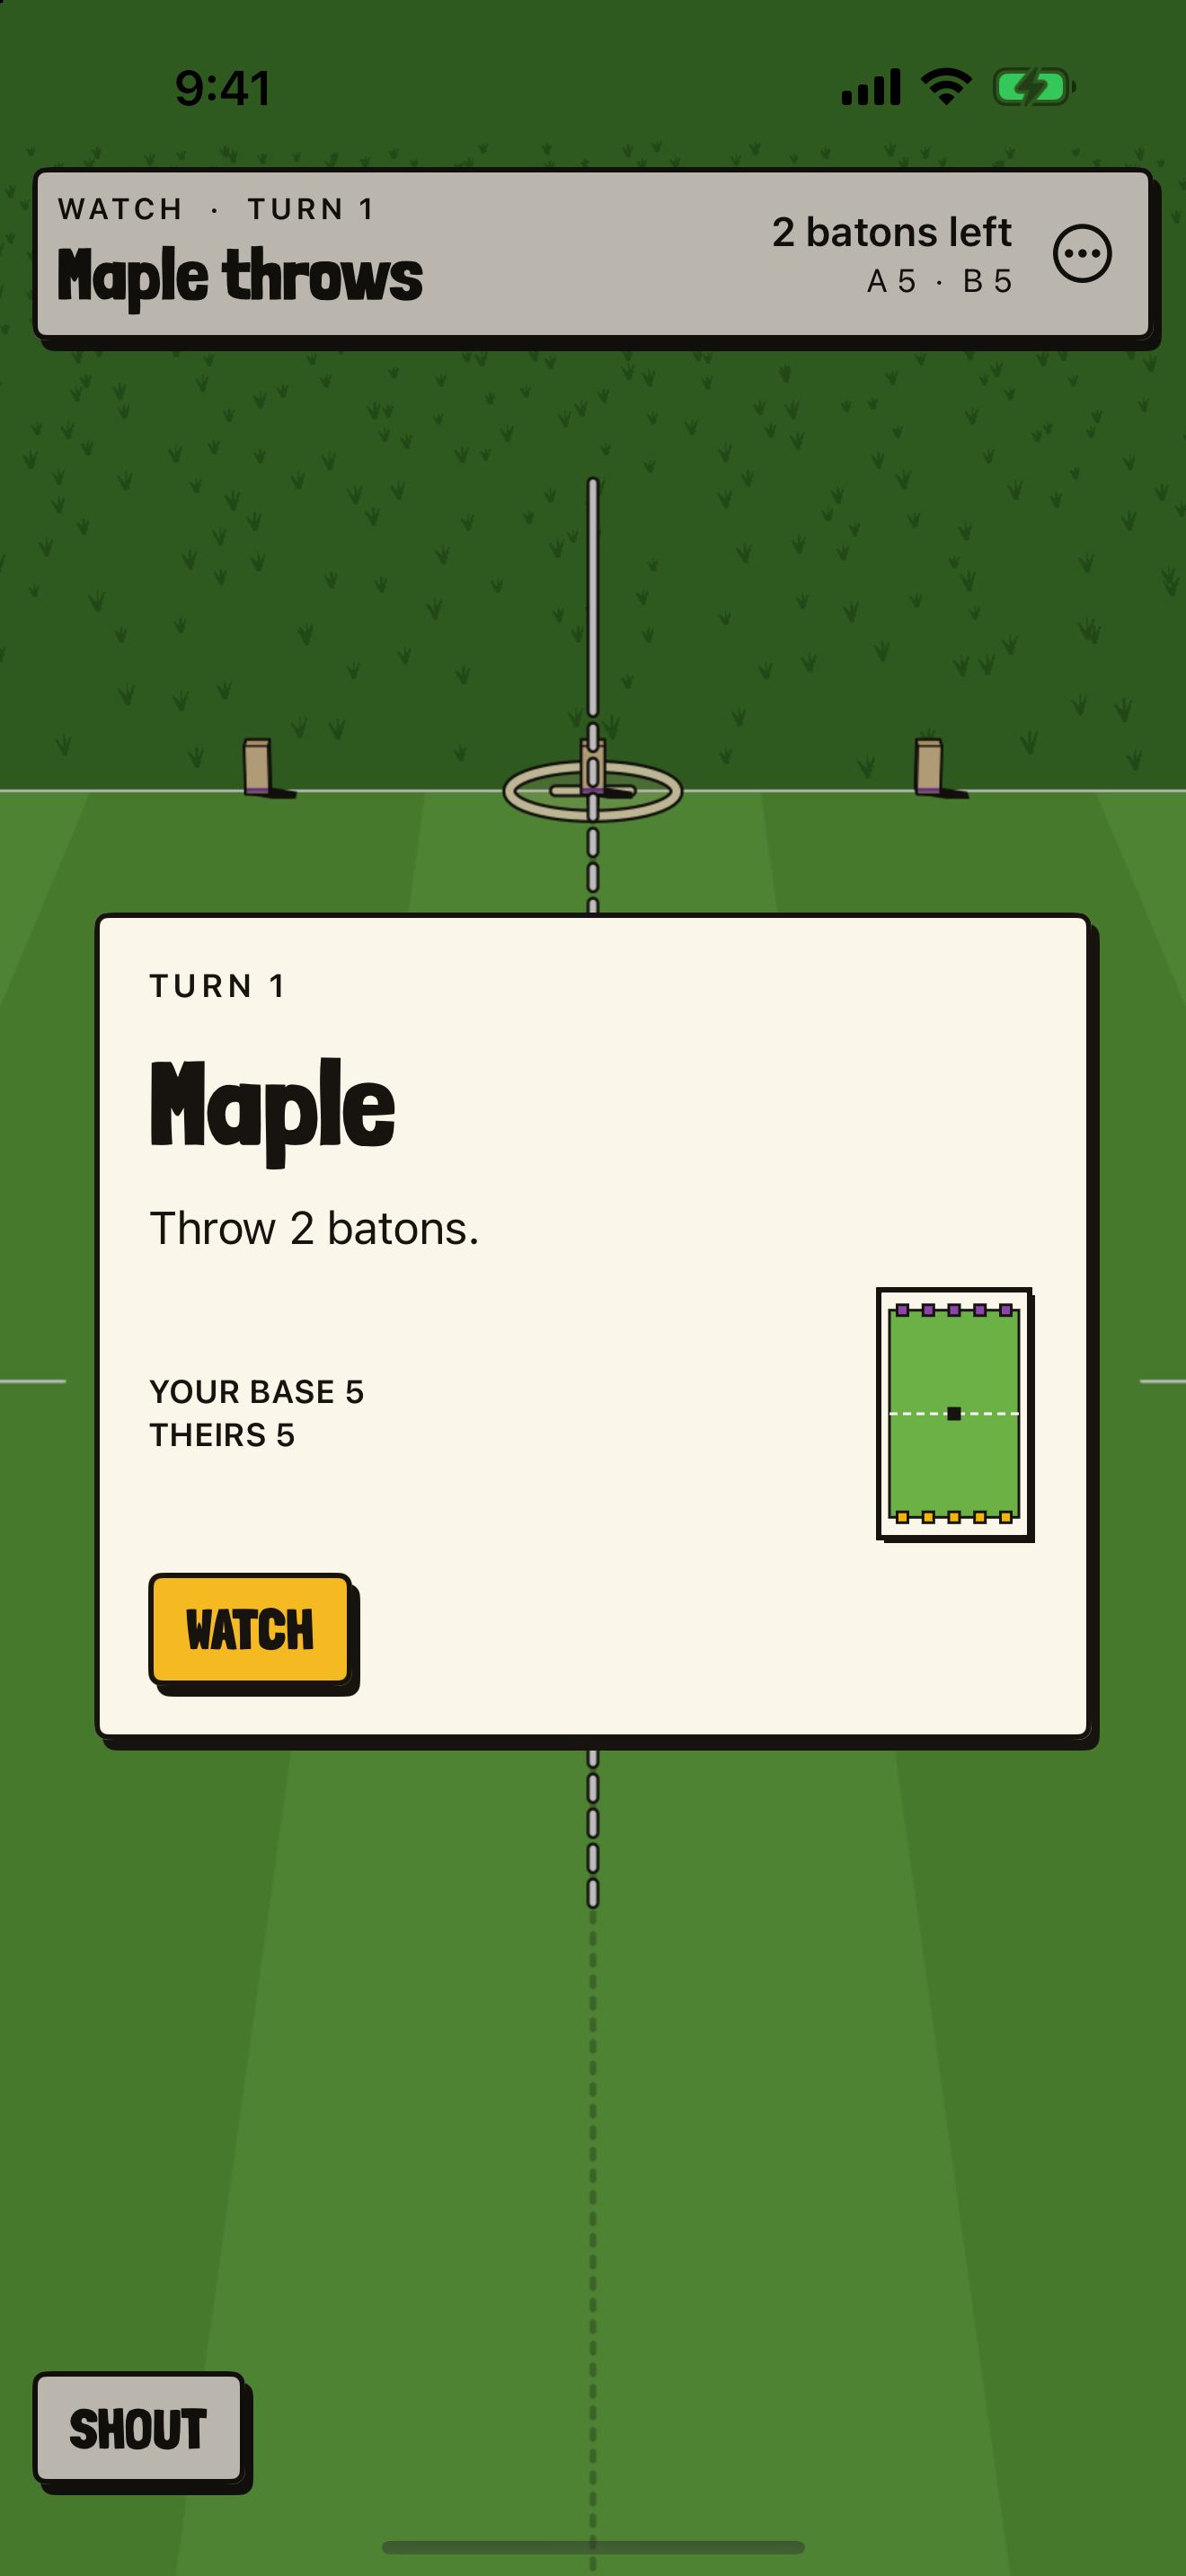 9:41
WATCH · TURN 1
Maple throws
2 batons left
A 5 · B 5
TURN 1
Maple
Throw 2 batons.
YOUR BASE 5
THEIRS 5
WATCH
SHOUT